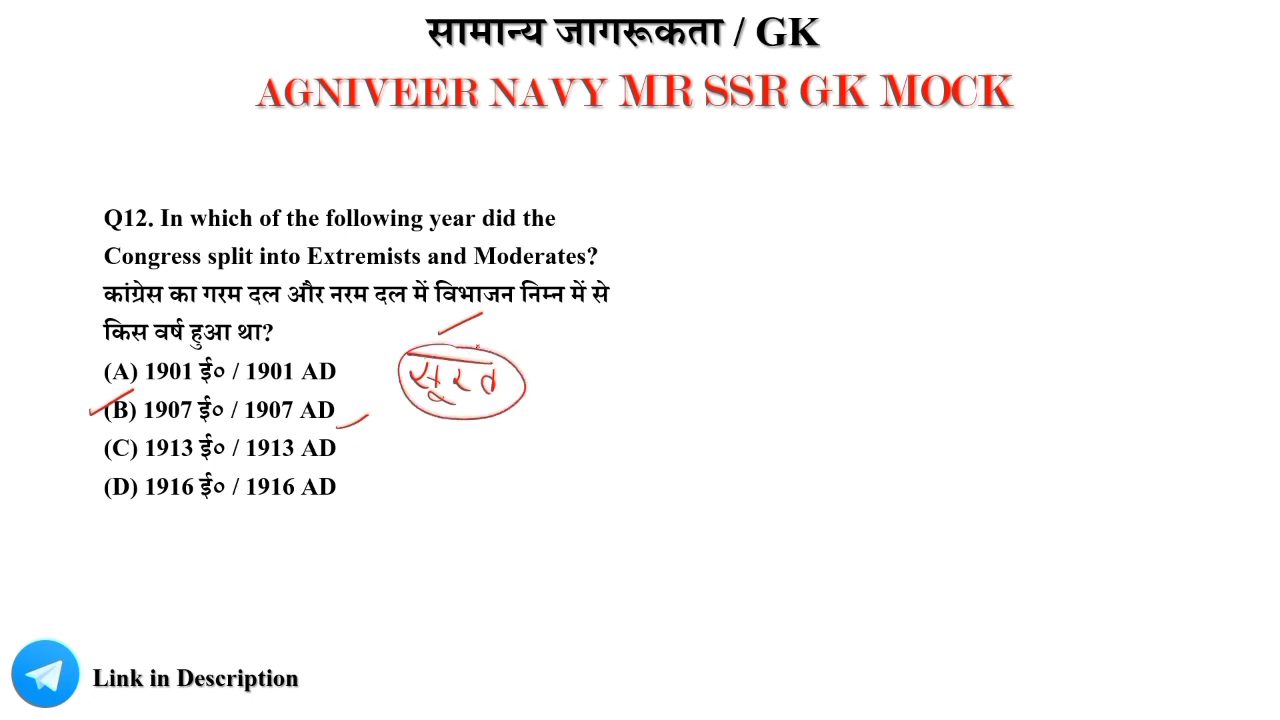 सामान्य जागरूकता / GK
AGNIVEER NAVY MR SSR GK MOCK
Q12. In which of the following year did the
Congress split into Extremists and Moderates?
कांग्रेस का गरम दल और नरम दल में विभाजन निम्न में से
किस वर्ष हुआ था?
(A) 1901 ई० / 1901 AD
(B) 1907 ई० / 1907 AD
(C) 1913 ई० / 1913 AD
(D) 1916 ई० / 1916 AD
सूरत
Link in Description